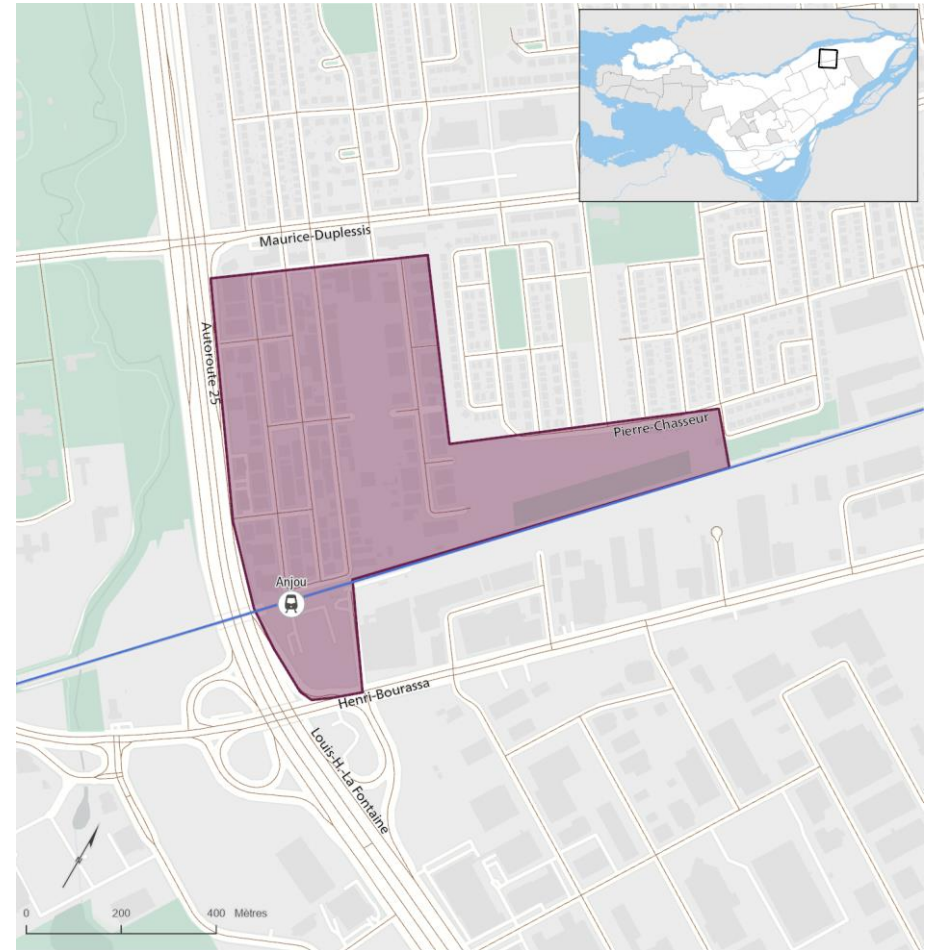 Maurice-Duplessis
Autoroute 25
Pierre-Chasseur
Anjou
Henri-Bourassa
Louis-H.-La Fontaine
0 200 400 Mètres